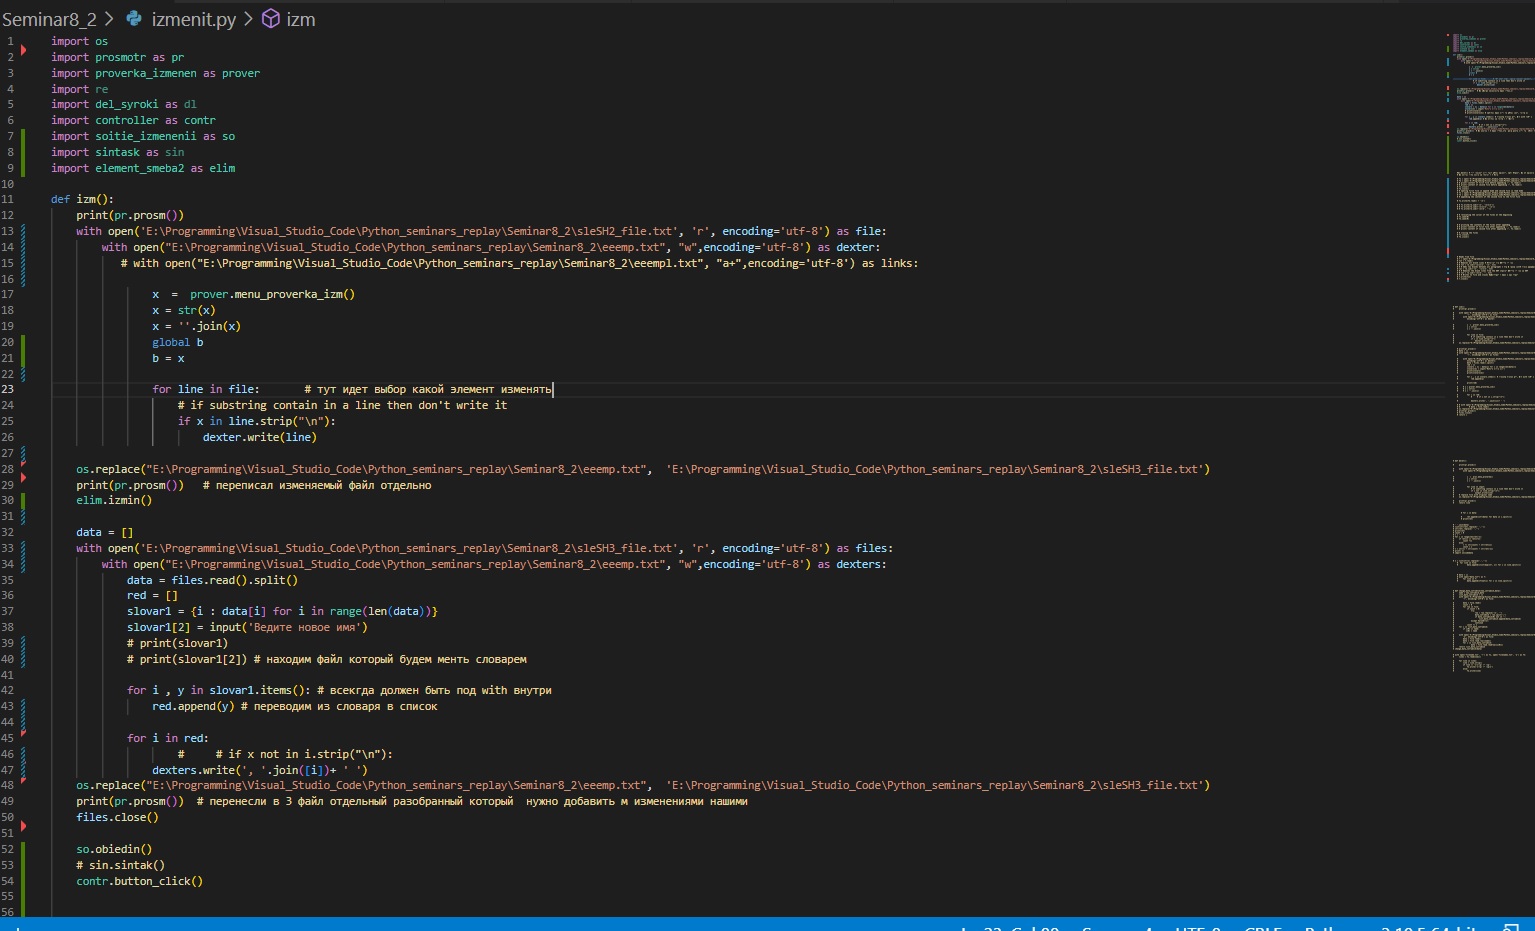 Seminar8_2 > izmenit.py > izm
1 import os
2 import prosmotr as pr
3 import proverka_izmenen as prover
4 import re
5 import del_syroki as dl
6 import controller as contr
7 import soitie_izmenenii as so
8 import sintask as sin
9 import element_smeba2 as elim
10
11 def izm():
12 print(pr.prosm())
13 with open('E:\Programming\Visual_Studio_Code\Python_seminars_replay\Seminar8_2\sleSH2_file.txt', 'r', encoding='utf-8') as file:
14 with open("E:\Programming\Visual_Studio_Code\Python_seminars_replay\Seminar8_2\eeemp.txt", "w",encoding='utf-8') as dexter:
15 # with open("E:\Programming\Visual_Studio_Code\Python_seminars_replay\Seminar8_2\eeempl.txt", "a+",encoding='utf-8') as links:
16
17 x  =  prover.menu_proverka_izm()
18 x = str(x)
19 x = ''.join(x)
20 global b
21 b = x
22
23 for line in file: # тут идет выбор какой элемент изменять
24 # if substring contain in a line then don't write it
25 if x in line.strip("\n"):
26 dexter.write(line)
27
28 os.replace("E:\Programming\Visual_Studio_Code\Python_seminars_replay\Seminar8_2\eeemp.txt",  'E:\Programming\Visual_Studio_Code\Python_seminars_replay\Seminar8_2\sleSH3_file.txt')
29 print(pr.prosm()) # переписал изменяемый файл отдельно
30 elim.izmin()
31
32 data = []
33 with open('E:\Programming\Visual_Studio_Code\Python_seminars_replay\Seminar8_2\sleSH3_file.txt', 'r', encoding='utf-8') as files:
34 with open("E:\Programming\Visual_Studio_Code\Python_seminars_replay\Seminar8_2\eeemp.txt", "w",encoding='utf-8') as dexters:
35 data = files.read().split()
36 red = []
37 slovar1 = {i : data[i] for i in range(len(data))}
38 slovar1[2] = input('Ведите новое имя')
39 # print(slovar1)
40 # print(slovar1[2]) # находим файл который будем менть словарем
41
42 for i , y in slovar1.items(): # всекгда должен быть под with внутри
43 red.append(y) # переводим из словаря в список
44
45 for i in red:
46 #     # if x not in i.strip("\n"):
47 dexters.write(', '.join([i])+ ' ')
48 os.replace("E:\Programming\Visual_Studio_Code\Python_seminars_replay\Seminar8_2\eeemp.txt",  'E:\Programming\Visual_Studio_Code\Python_seminars_replay\Seminar8_2\sleSH3_file.txt')
49 print(pr.prosm())  # перенесли в 3 файл отдельный разобранный который  нужно добавить м изменениями нашими
50 files.close()
51
52 so.obiedin()
53 # sin.sintak()
54 contr.button_click()
55
56